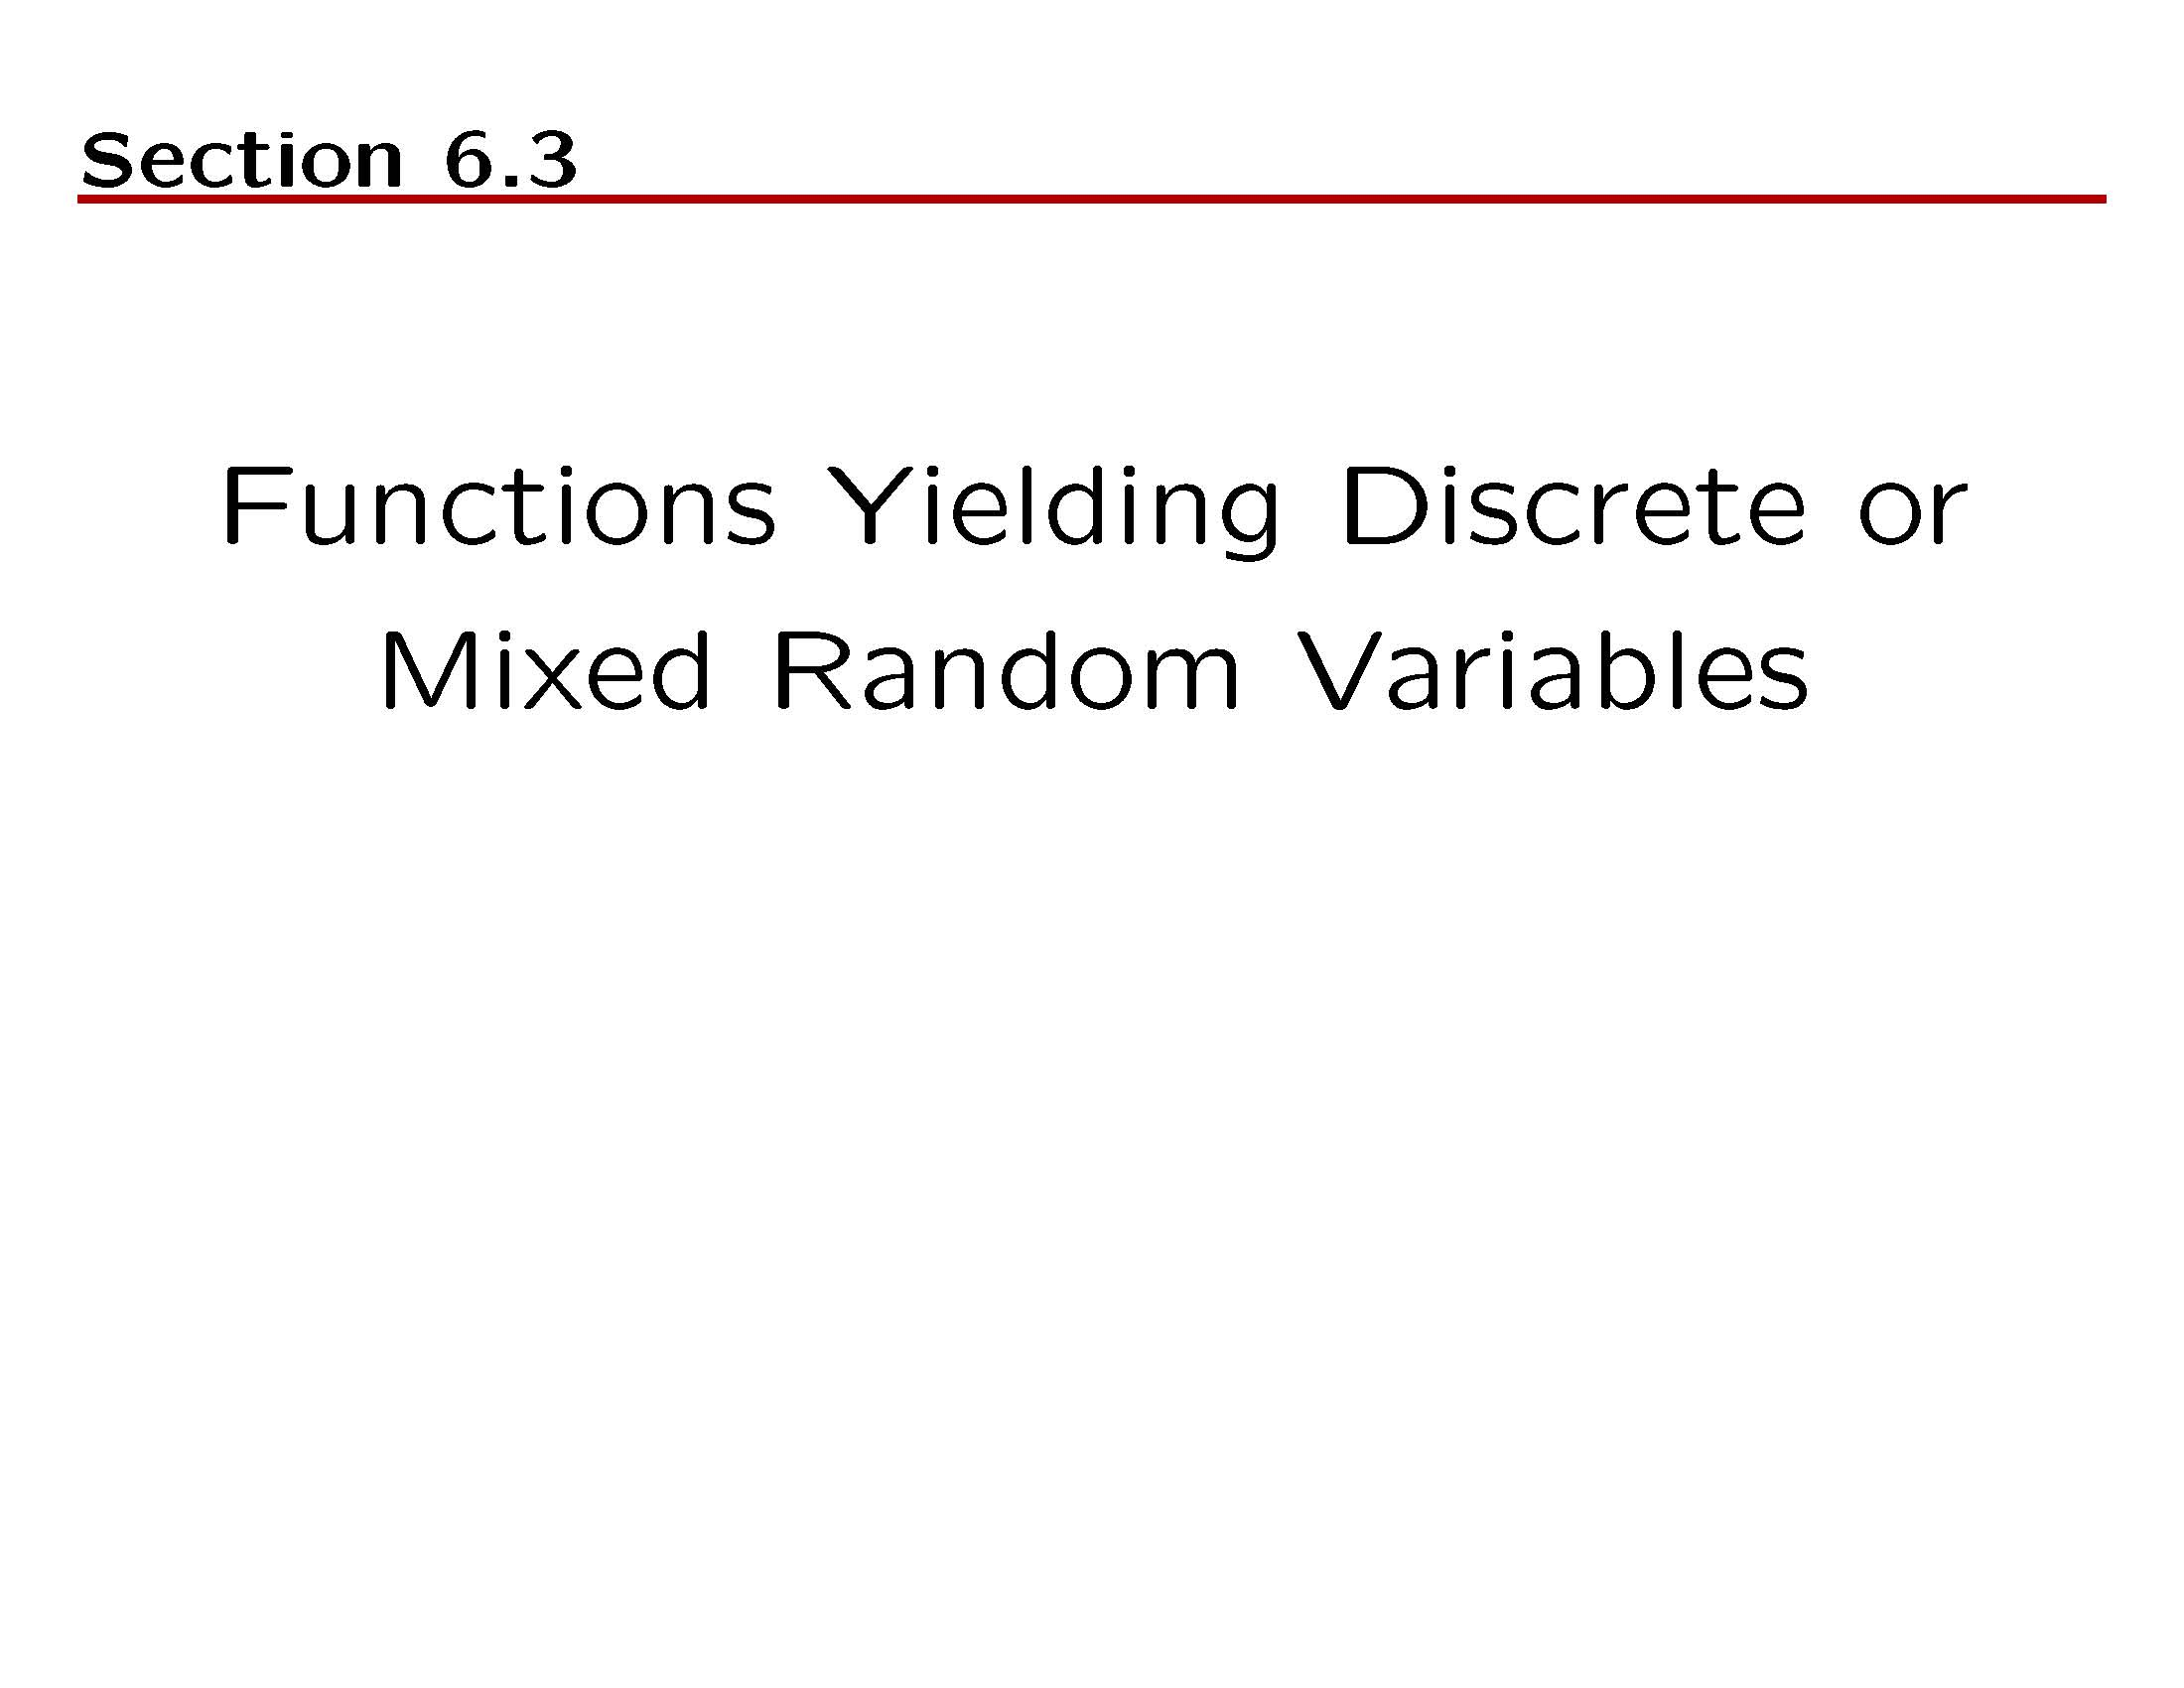 Section 6.3
Functions Yielding Discrete or
Mixed Random Variables